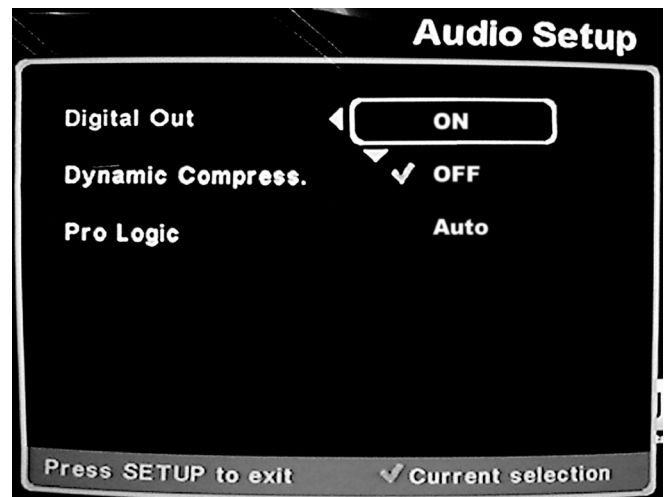 Audio Setup
Digital Out ON
Dynamic Compress. ✓ OFF
Pro Logic Auto
Press SETUP to exit ✓ Current selection